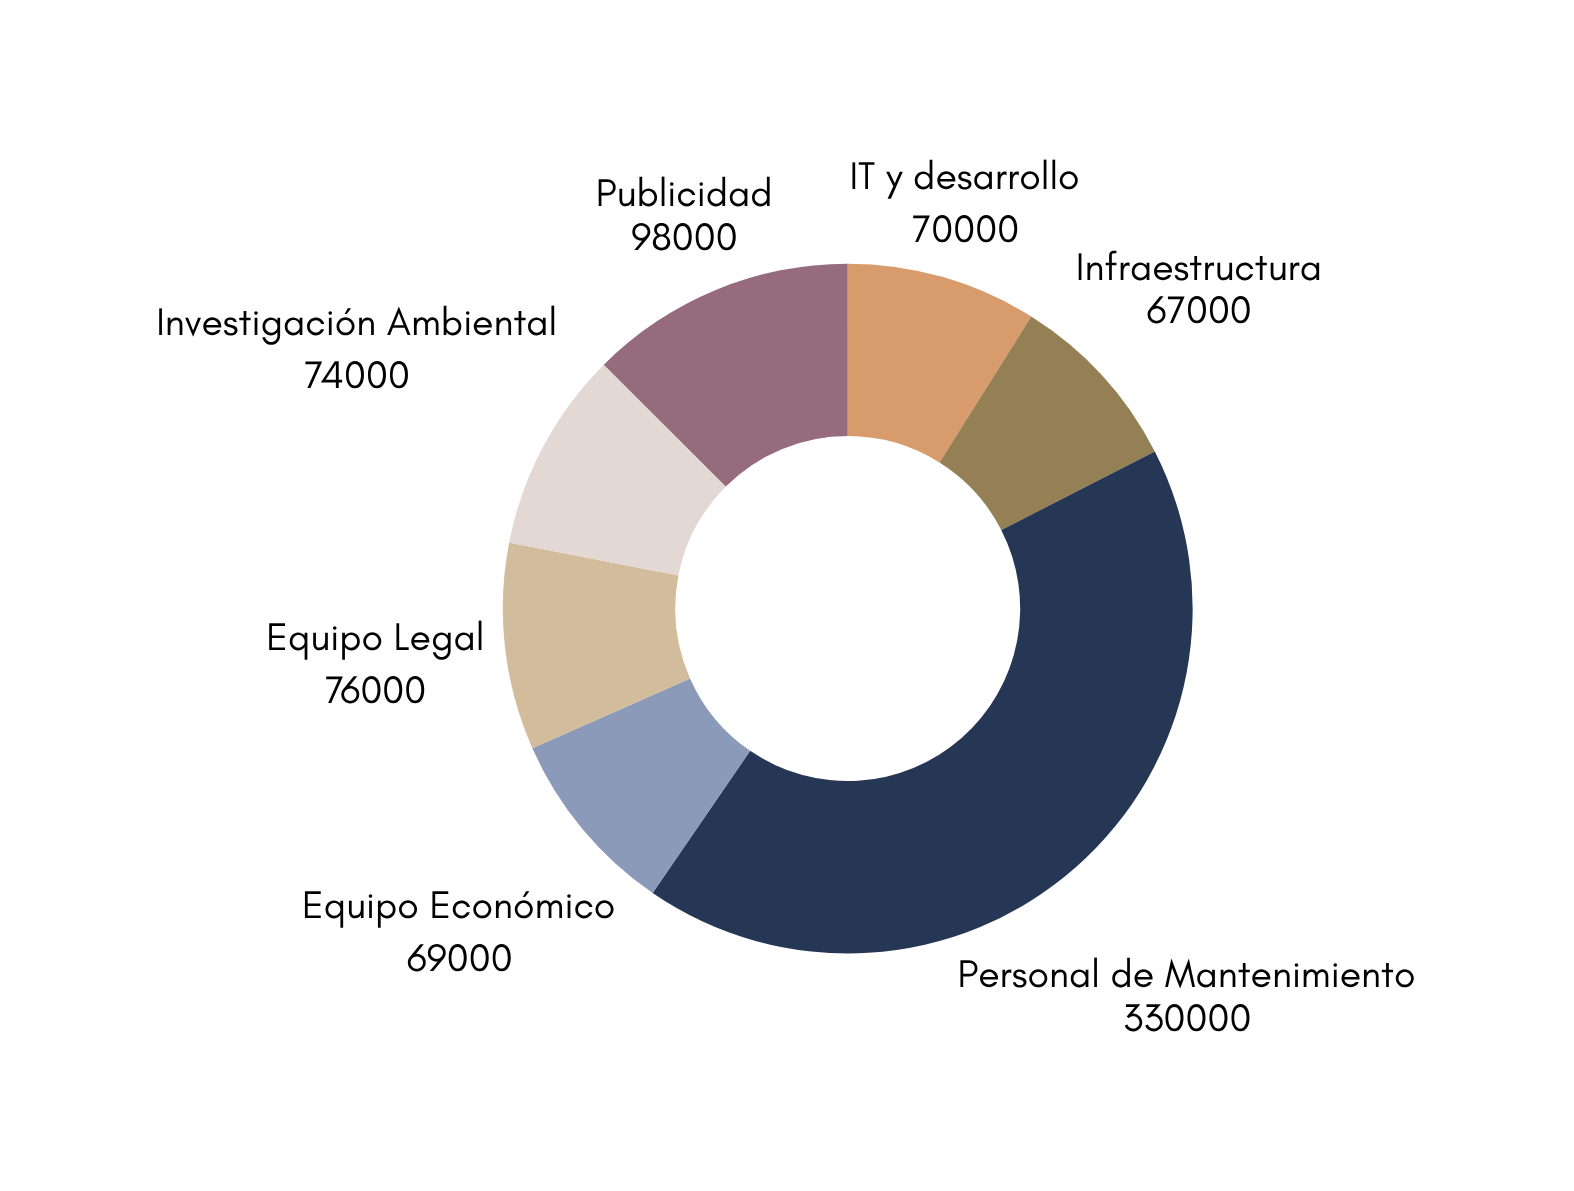 IT y desarrollo
70000
Publicidad
98000
Infraestructura
67000
Investigación Ambiental
74000
Equipo Legal
76000
Equipo Económico
69000
Personal de Mantenimiento
330000